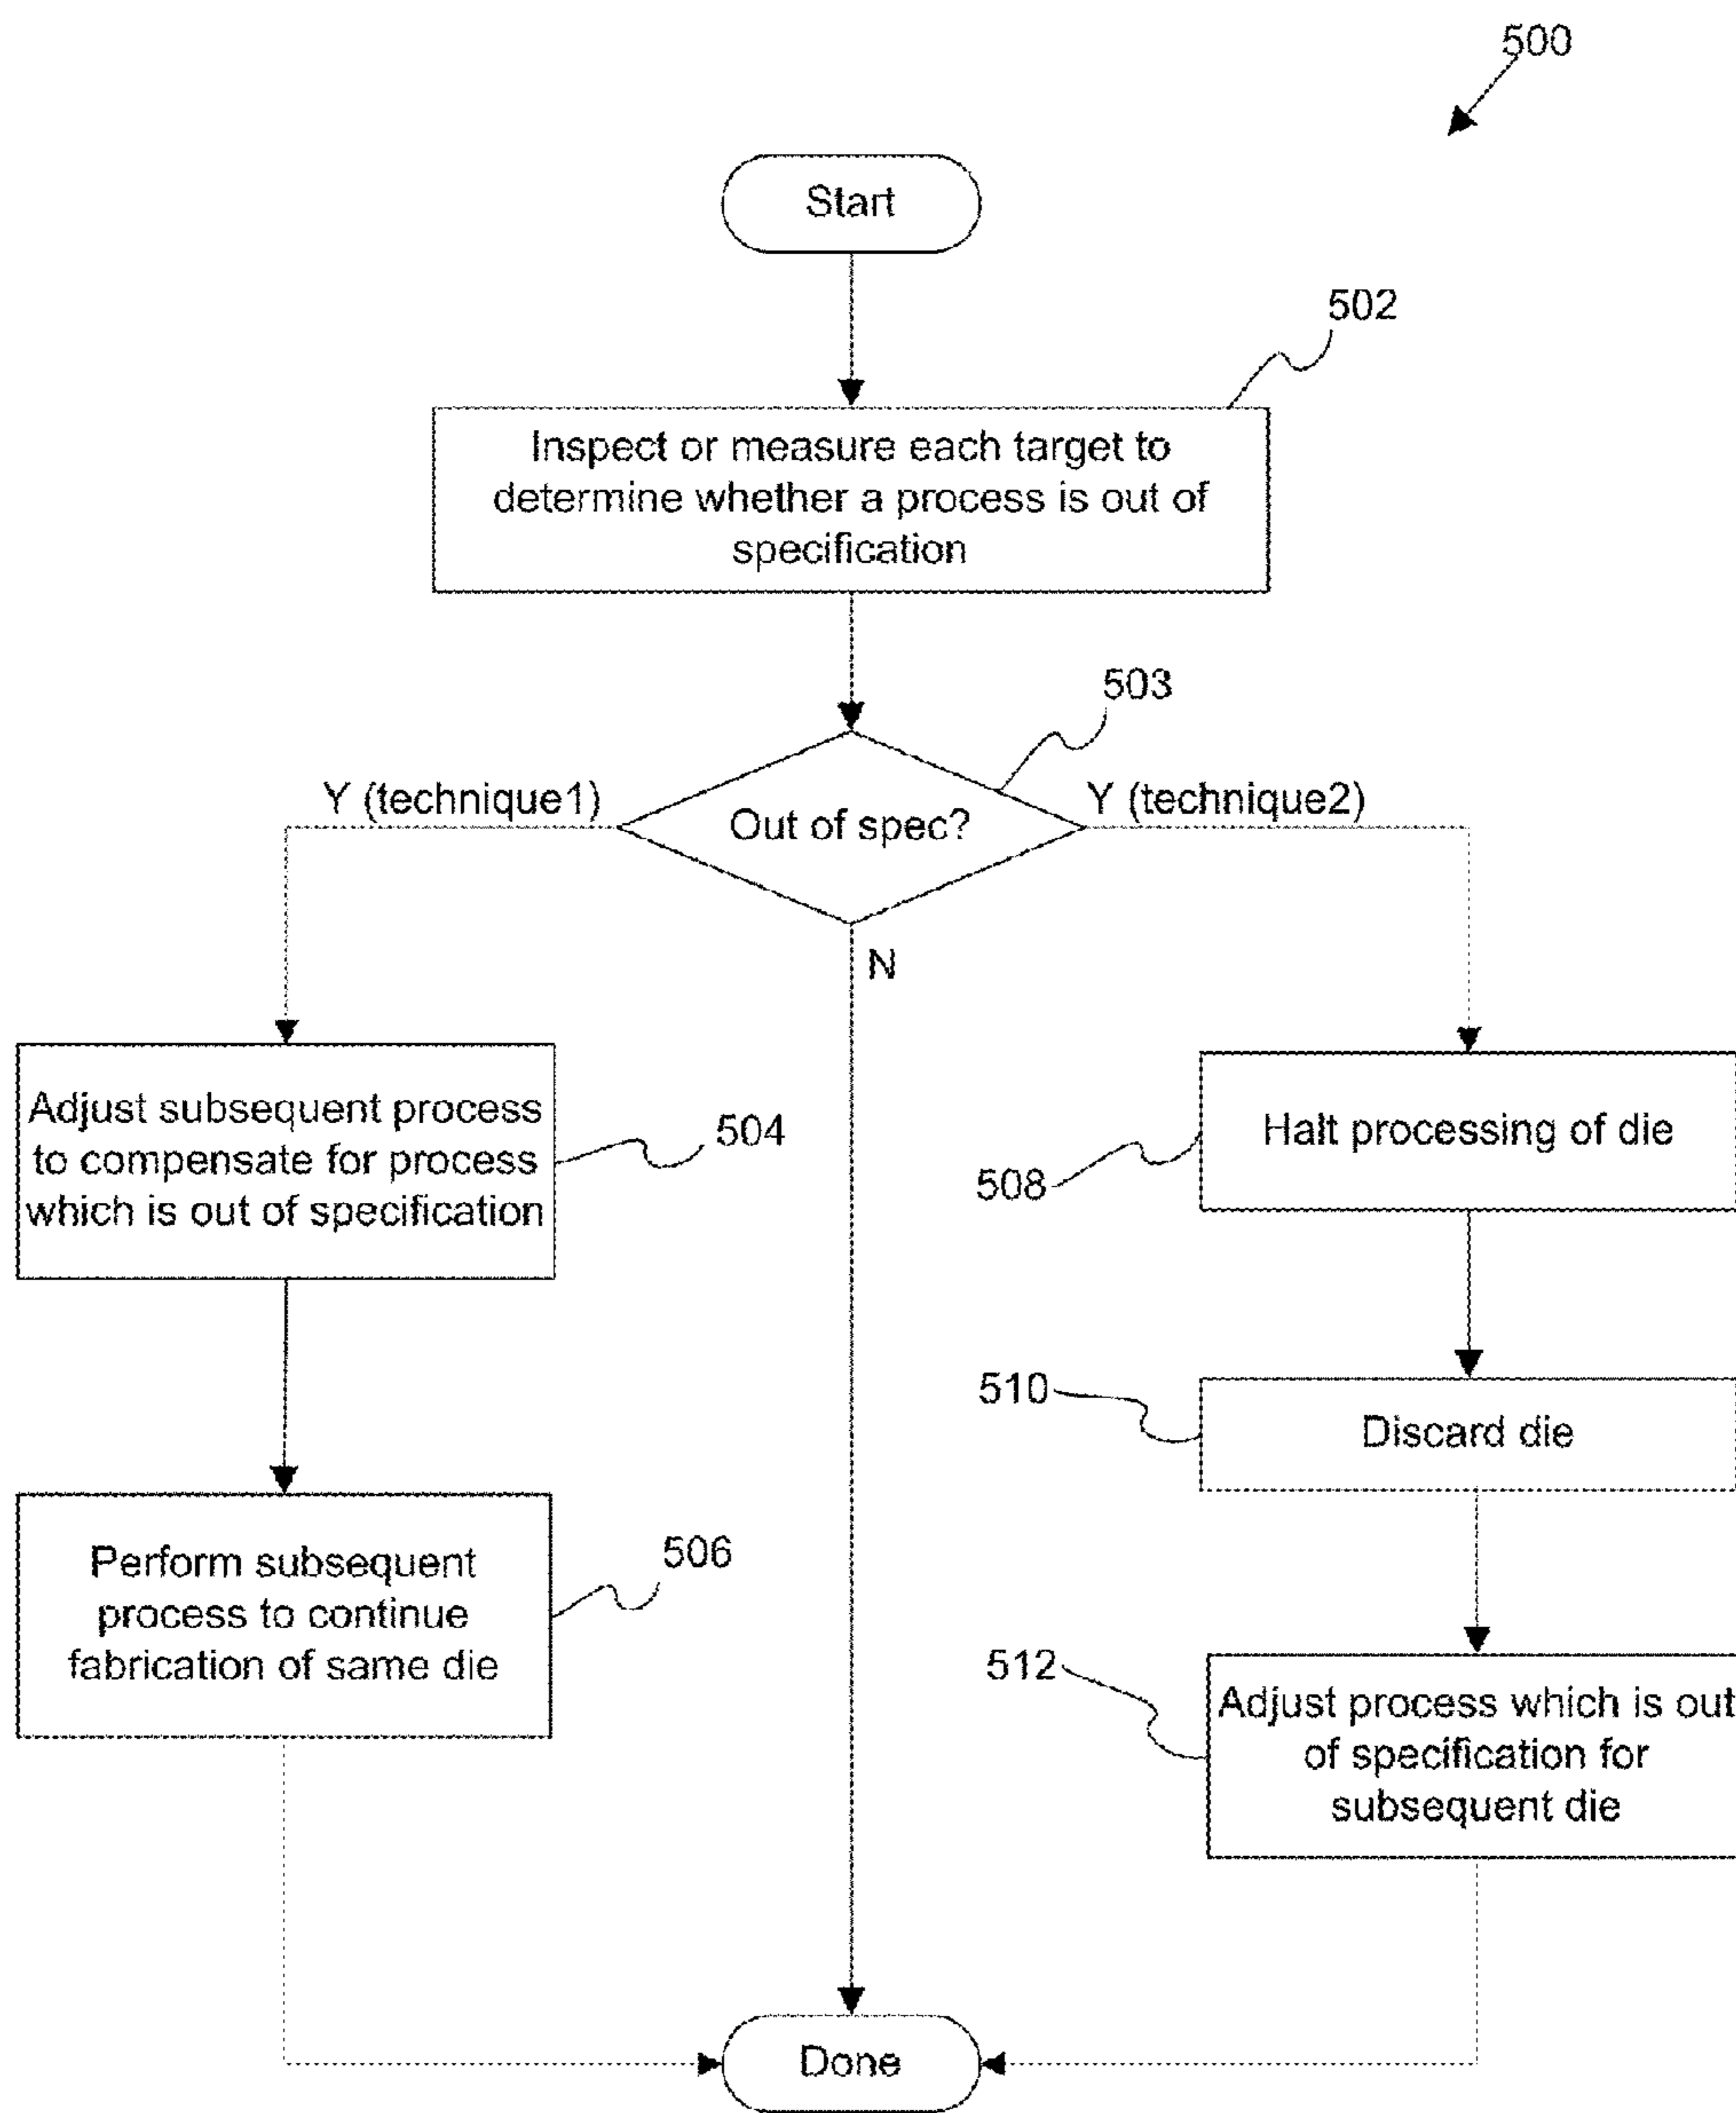 500
Start
502
Inspect or measure each target to
determine whether a process is out of
specification
503
Y (technique1)
Out of spec?
Y (technique2)
N
Adjust subsequent process
to compensate for process
which is out of specification
504
Halt processing of die
508
510
Discard die
Perform subsequent
process to continue
fabrication of same die
506
512
Adjust process which is out
of specification for
subsequent die
Done